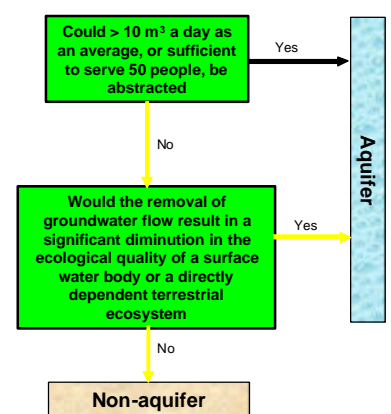 Could > 10 m³ a day as
an average, or sufficient
to serve 50 people, be
abstracted
Yes
Aquifer
No
Would the removal of
groundwater flow result in a
significant diminution in the
ecological quality of a surface
water body or a directly
dependent terrestrial
ecosystem
Yes
No
Non-aquifer